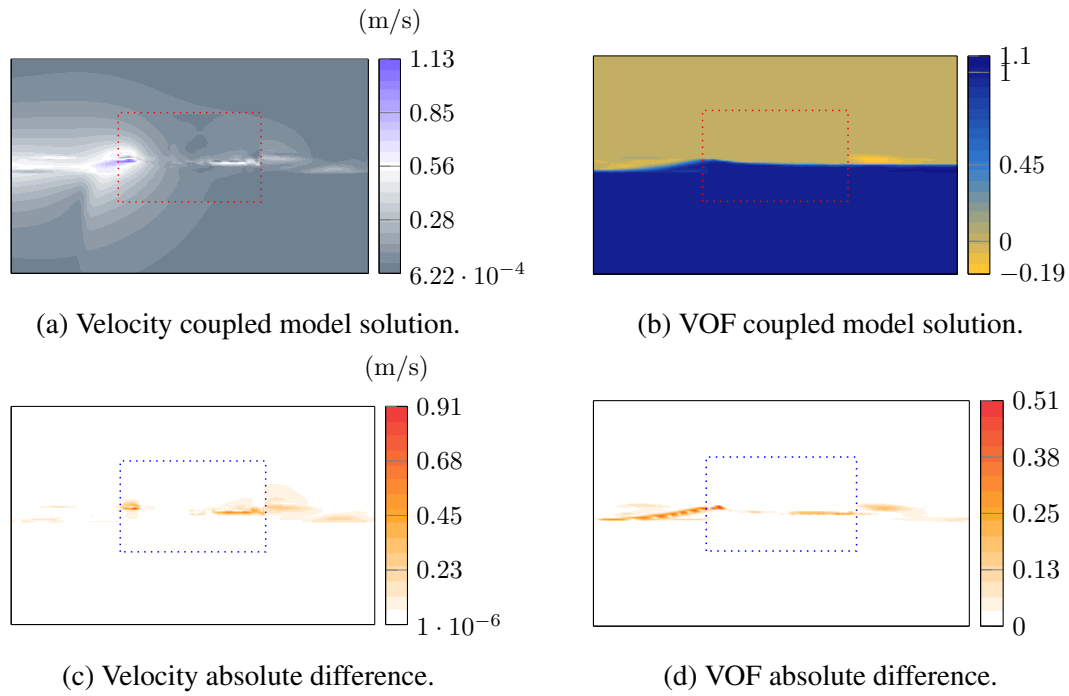 (m/s)
1.13
0.85
0.56
0.28
6.22 · 10⁻⁴
1.1
1
0.45
0
−0.19
(a) Velocity coupled model solution.
(b) VOF coupled model solution.
(m/s)
0.91
0.68
0.45
0.23
1 · 10⁻⁶
0.51
0.38
0.25
0.13
0
(c) Velocity absolute difference.
(d) VOF absolute difference.